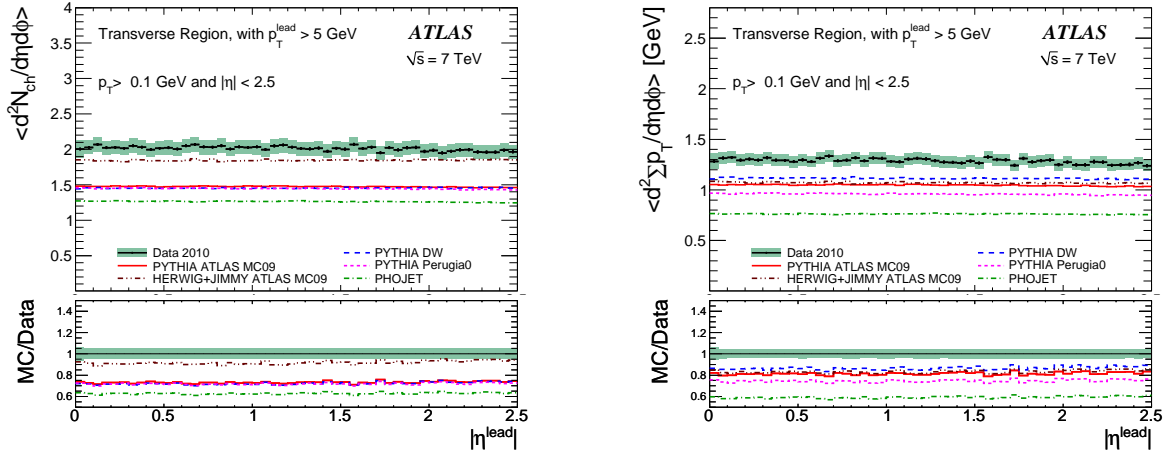 <d²N_ch/dηdϕ>
4
3.5
3
2.5
2
1.5
1
0.5
Transverse Region, with p_T^lead > 5 GeV
ATLAS
√s = 7 TeV
p_T> 0.1 GeV and |η| < 2.5
Data 2010
PYTHIA ATLAS MC09
HERWIG+JIMMY ATLAS MC09
PYTHIA DW
PYTHIA Perugia0
PHOJET
MC/Data
1.4
1.2
1
0.8
0.6
0 0.5 1 1.5 2 2.5
|η^lead|
<d²Σp_T/dηdϕ> [GeV]
2.5
2
1.5
1
0.5
Transverse Region, with p_T^lead > 5 GeV
ATLAS
√s = 7 TeV
p_T> 0.1 GeV and |η| < 2.5
Data 2010
PYTHIA ATLAS MC09
HERWIG+JIMMY ATLAS MC09
PYTHIA DW
PYTHIA Perugia0
PHOJET
MC/Data
1.4
1.2
1
0.8
0.6
0 0.5 1 1.5 2 2.5
|η^lead|